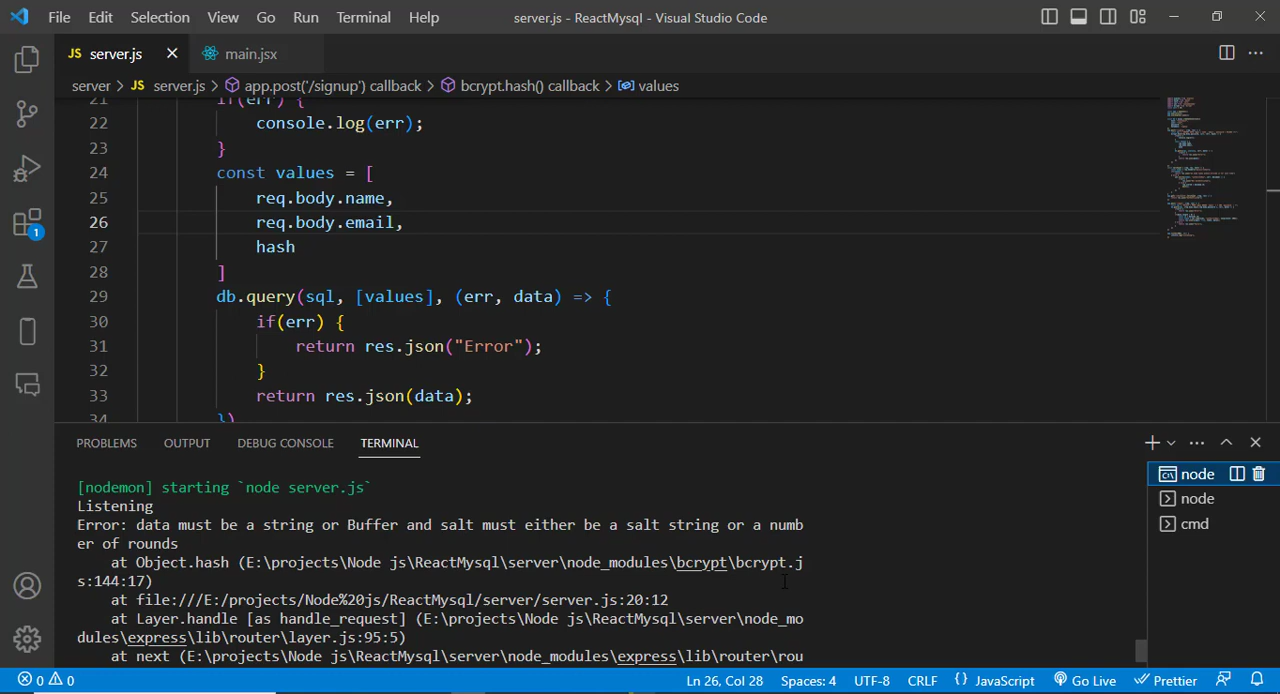 File Edit Selection View Go Run Terminal Help server.js - ReactMysql - Visual Studio Code
JS server.js main.jsx
server > JS server.js > app.post('/signup') callback > bcrypt.hash() callback > values
21 if(err) {
22 console.log(err);
23 }
24 const values = [
25 req.body.name,
26 req.body.email,
27 hash
28 ]
29 db.query(sql, [values], (err, data) => {
30 if(err) {
31 return res.json("Error");
32 }
33 return res.json(data);
34 })
1
PROBLEMS OUTPUT DEBUG CONSOLE TERMINAL
[nodemon] starting `node server.js`
Listening
Error: data must be a string or Buffer and salt must either be a salt string or a numb
er of rounds
at Object.hash (E:\projects\Node js\ReactMysql\server\node_modules\bcrypt\bcrypt.j
s:144:17)
at file:///E:/projects/Node%20js/ReactMysql/server/server.js:20:12
at Layer.handle [as handle_request] (E:\projects\Node js\ReactMysql\server\node_mo
dules\express\lib\router\layer.js:95:5)
at next (E:\projects\Node js\ReactMysql\server\node_modules\express\lib\router\rou
node
node
cmd
0 0 Ln 26, Col 28 Spaces: 4 UTF-8 CRLF {} JavaScript Go Live Prettier